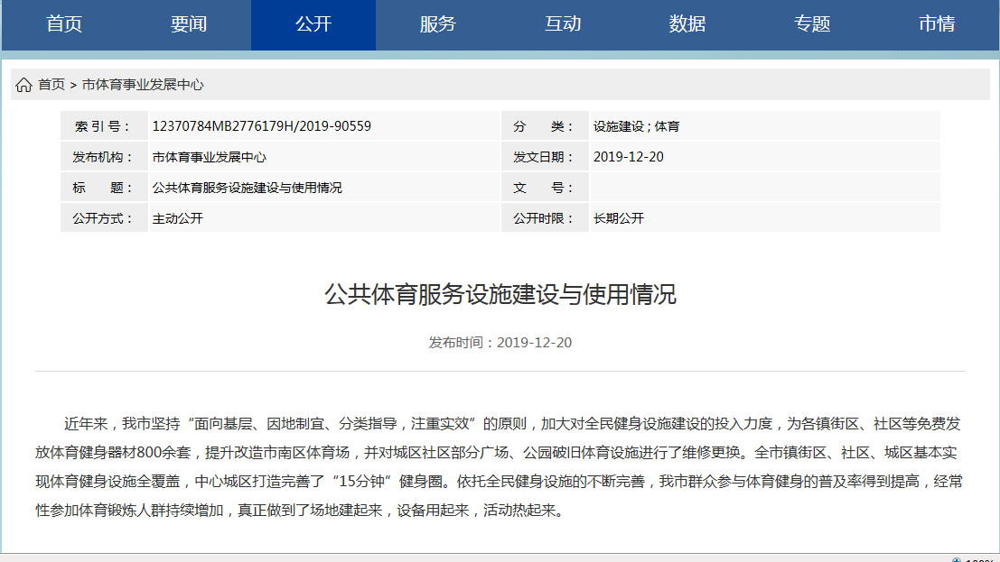 首页 要闻 公开 服务 互动 数据 专题 市情
首页 > 市体育事业发展中心
索 引 号： 12370784MB2776179H/2019-90559 分 类： 设施建设 ; 体育
发布机构： 市体育事业发展中心 发文日期： 2019-12-20
标 题： 公共体育服务设施建设与使用情况 文 号：
公开方式： 主动公开 公开时限： 长期公开
公共体育服务设施建设与使用情况
发布时间：2019-12-20
近年来，我市坚持“面向基层、因地制宜、分类指导，注重实效”的原则，加大对全民健身设施建设的投入力度，为各镇街区、社区等免费发
放体育健身器材800余套，提升改造市南区体育场，并对城区社区部分广场、公园破旧体育设施进行了维修更换。全市镇街区、社区、城区基本实
现体育健身设施全覆盖，中心城区打造完善了“15分钟”健身圈。依托全民健身设施的不断完善，我市群众参与体育健身的普及率得到提高，经常
性参加体育锻炼人群持续增加，真正做到了场地建起来，设备用起来，活动热起来。